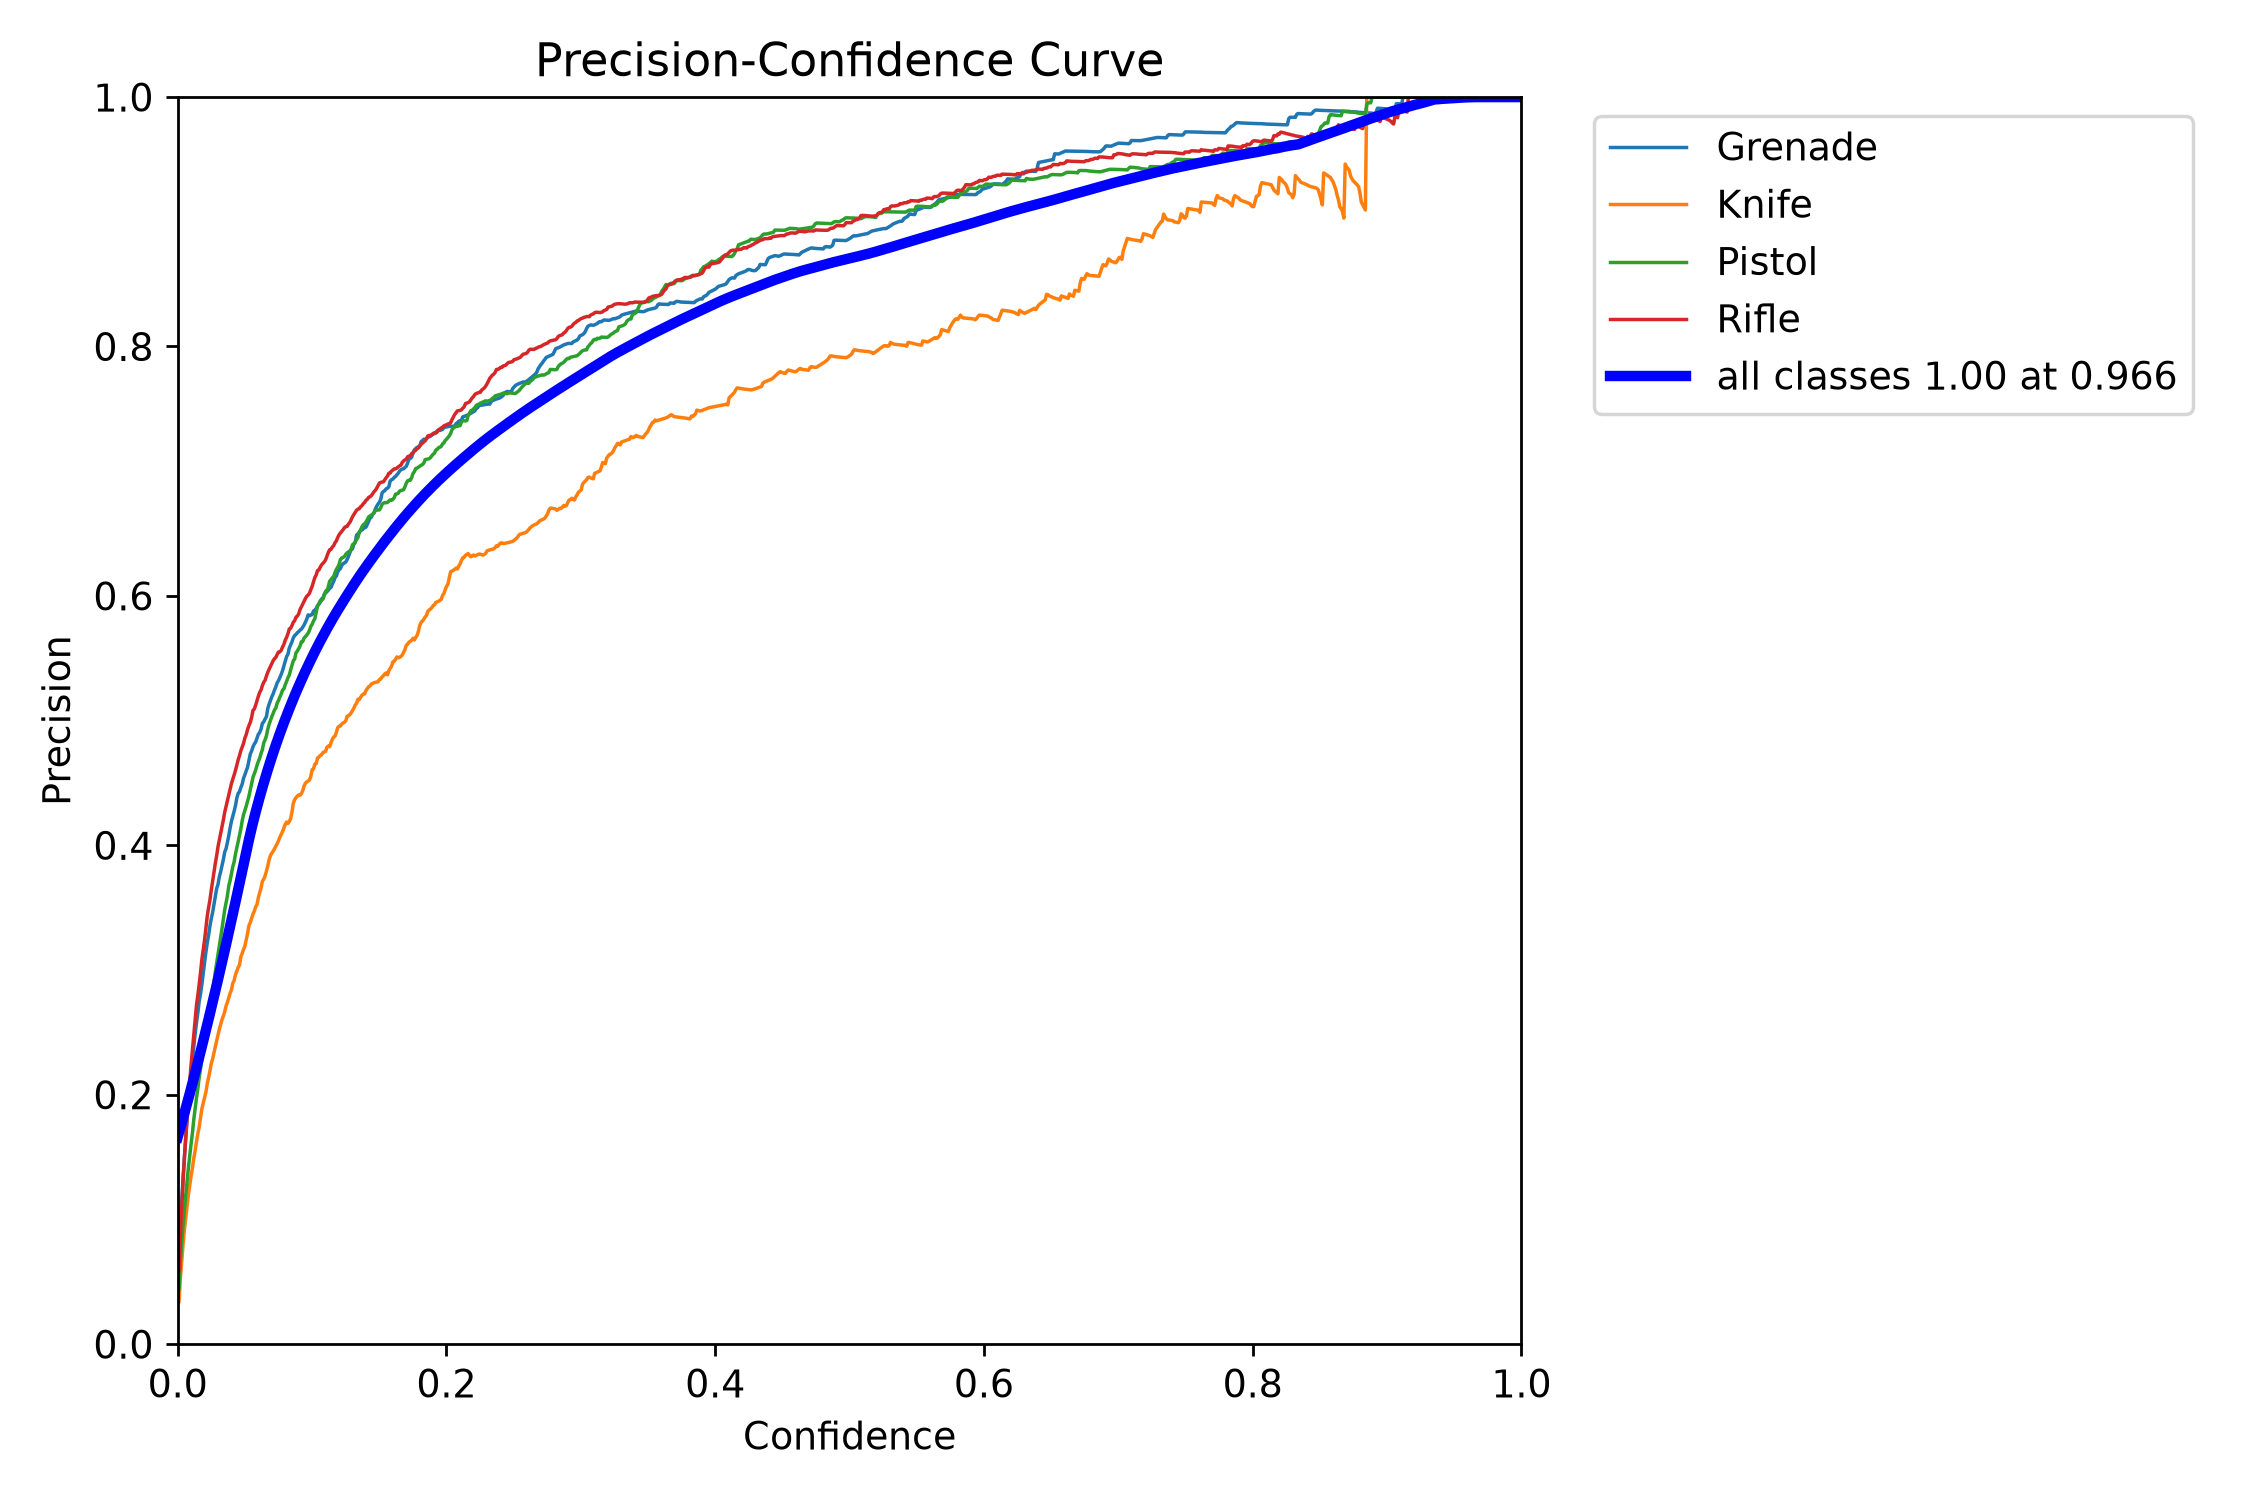 Precision-Confidence Curve
1.0
0.8
0.6
0.4
0.2
0.0
Precision
0.0 0.2 0.4 0.6 0.8 1.0
Confidence
Grenade
Knife
Pistol
Rifle
all classes 1.00 at 0.966